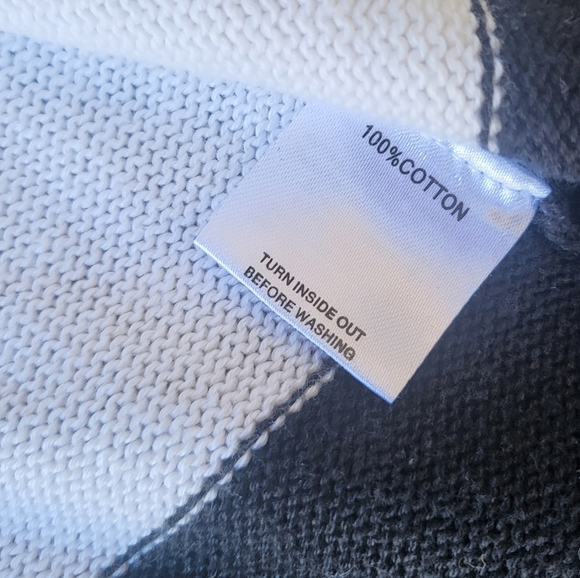 100%COTTON
TURN INSIDE OUT
BEFORE WASHING